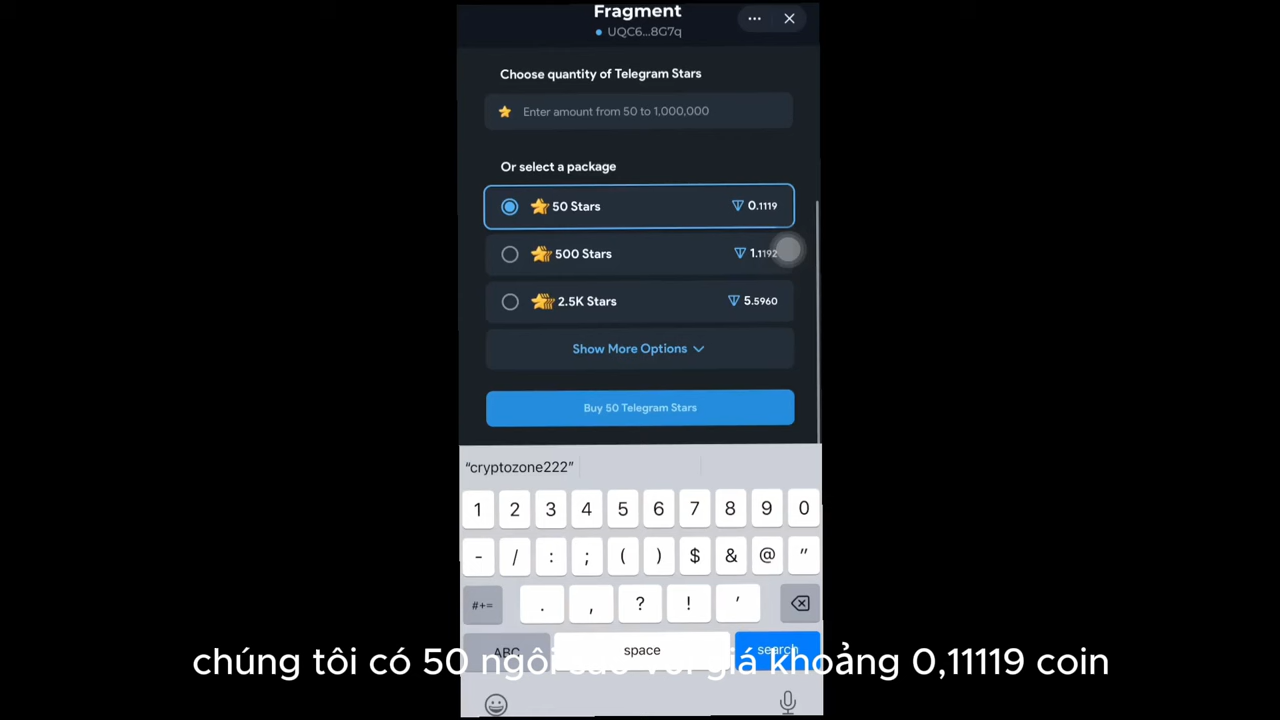 Fragment
UQC6...8G7q
Choose quantity of Telegram Stars
Enter amount from 50 to 1,000,000
Or select a package
50 Stars 0.1119
500 Stars 1.1192
2.5K Stars 5.5960
Show More Options
Buy 50 Telegram Stars
“cryptozone222”
1 2 3 4 5 6 7 8 9 0
- / : ; ( ) $ & @ ”
#+= . , ? ! ’
ABC space search
chúng tôi có 50 ngôi sao với giá khoảng 0,11119 coin